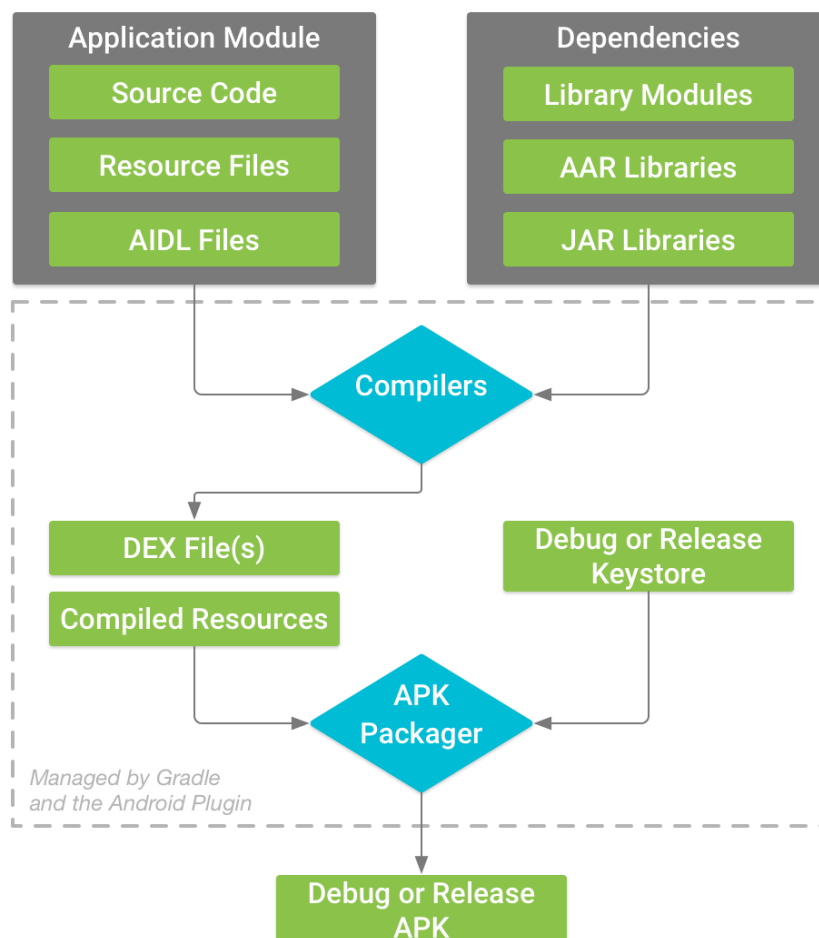 Application Module
Source Code
Resource Files
AIDL Files
Dependencies
Library Modules
AAR Libraries
JAR Libraries
Compilers
DEX File(s)
Compiled Resources
Debug or Release
Keystore
APK
Packager
Managed by Gradle
and the Android Plugin
Debug or Release
APK